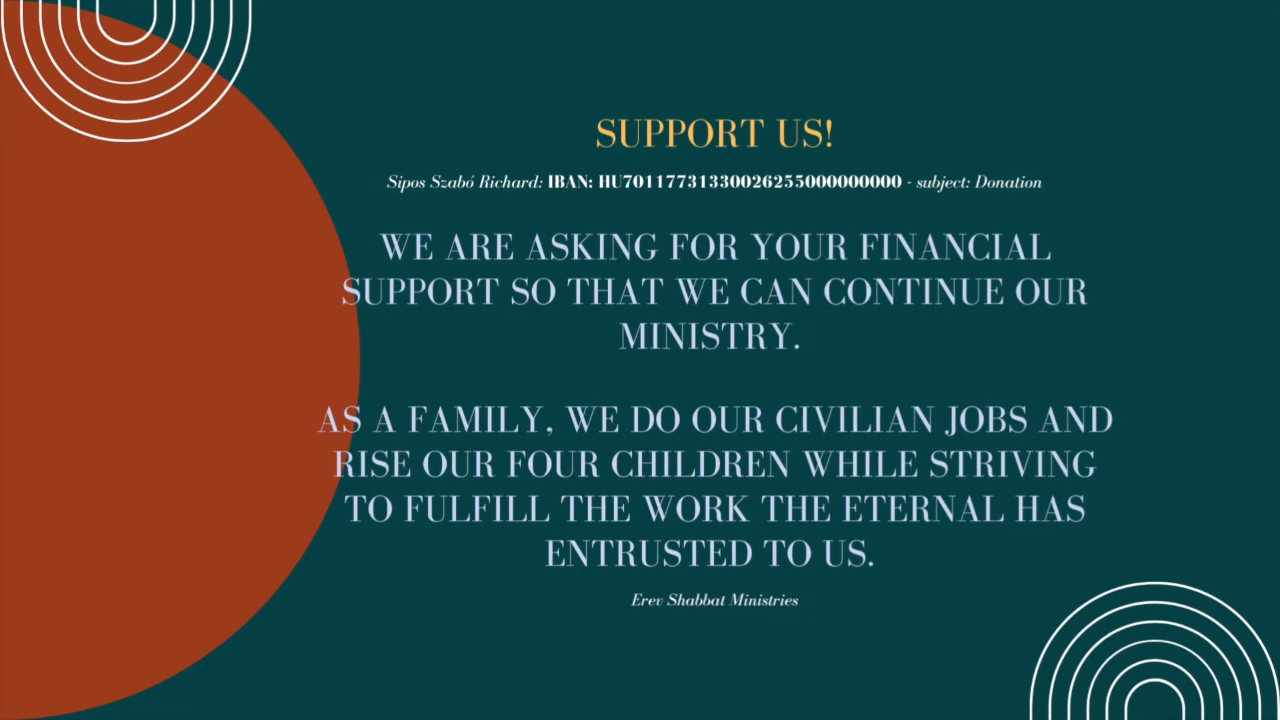 SUPPORT US!
Sipos Szabó Richard: IBAN: HU70117731330026255000000000 - subject: Donation
WE ARE ASKING FOR YOUR FINANCIAL
SUPPORT SO THAT WE CAN CONTINUE OUR
MINISTRY.
AS A FAMILY, WE DO OUR CIVILIAN JOBS AND
RISE OUR FOUR CHILDREN WHILE STRIVING
TO FULFILL THE WORK THE ETERNAL HAS
ENTRUSTED TO US.
Erev Shabbat Ministries